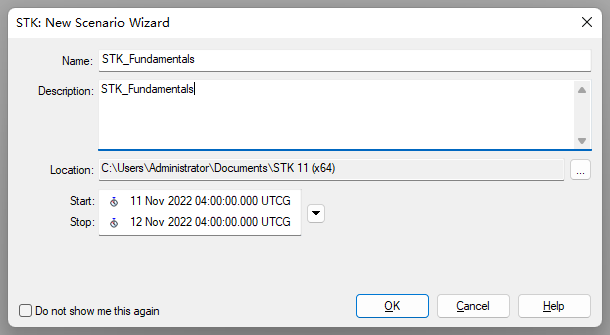 STK: New Scenario Wizard
Name: STK_Fundamentals
Description: STK_Fundamentals
Location: C:\Users\Administrator\Documents\STK 11 (x64) ...
Start: 11 Nov 2022 04:00:00.000 UTCG
Stop: 12 Nov 2022 04:00:00.000 UTCG
Do not show me this again OK Cancel Help